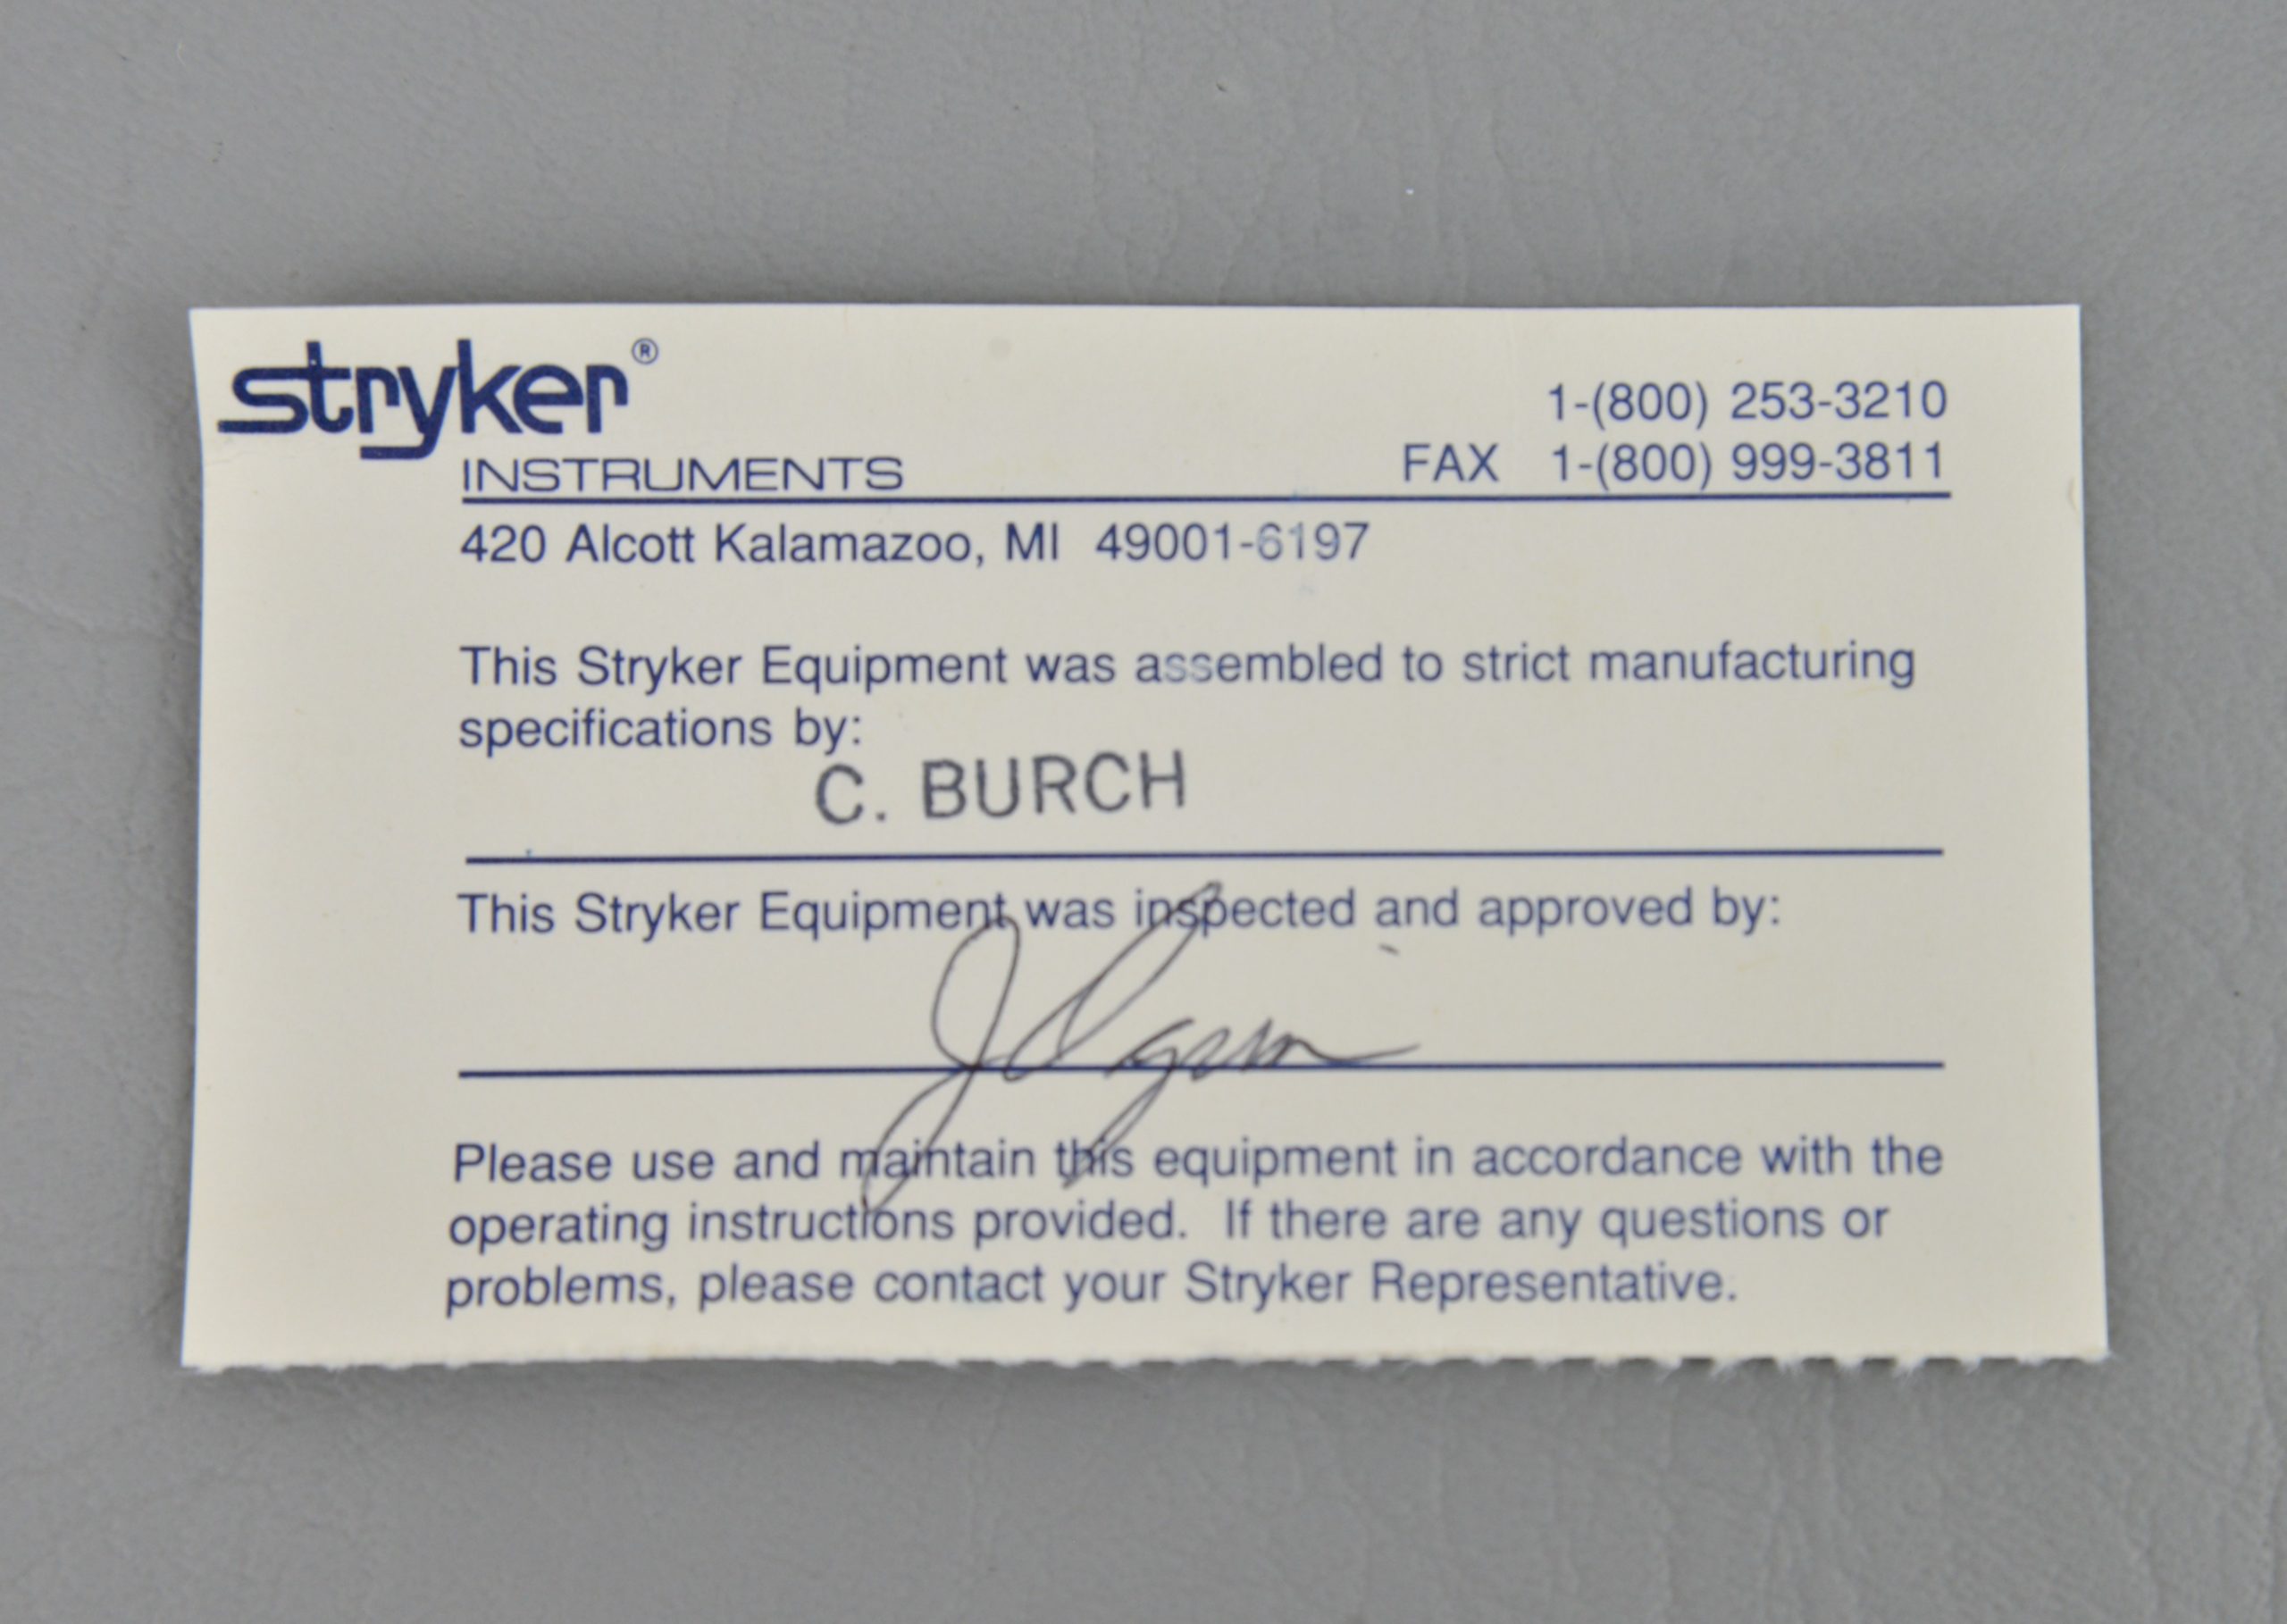 stryker®
INSTRUMENTS
1-(800) 253-3210
FAX 1-(800) 999-3811
420 Alcott Kalamazoo, MI 49001-6197
This Stryker Equipment was assembled to strict manufacturing
specifications by:
C. BURCH
This Stryker Equipment was inspected and approved by:
Please use and maintain this equipment in accordance with the
operating instructions provided. If there are any questions or
problems, please contact your Stryker Representative.